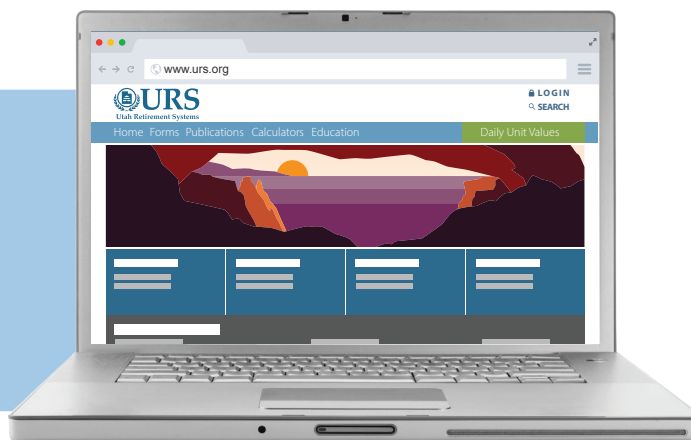 www.urs.org
URS
Utah Retirement Systems
LOGIN
SEARCH
Home Forms Publications Calculators Education Daily Unit Values